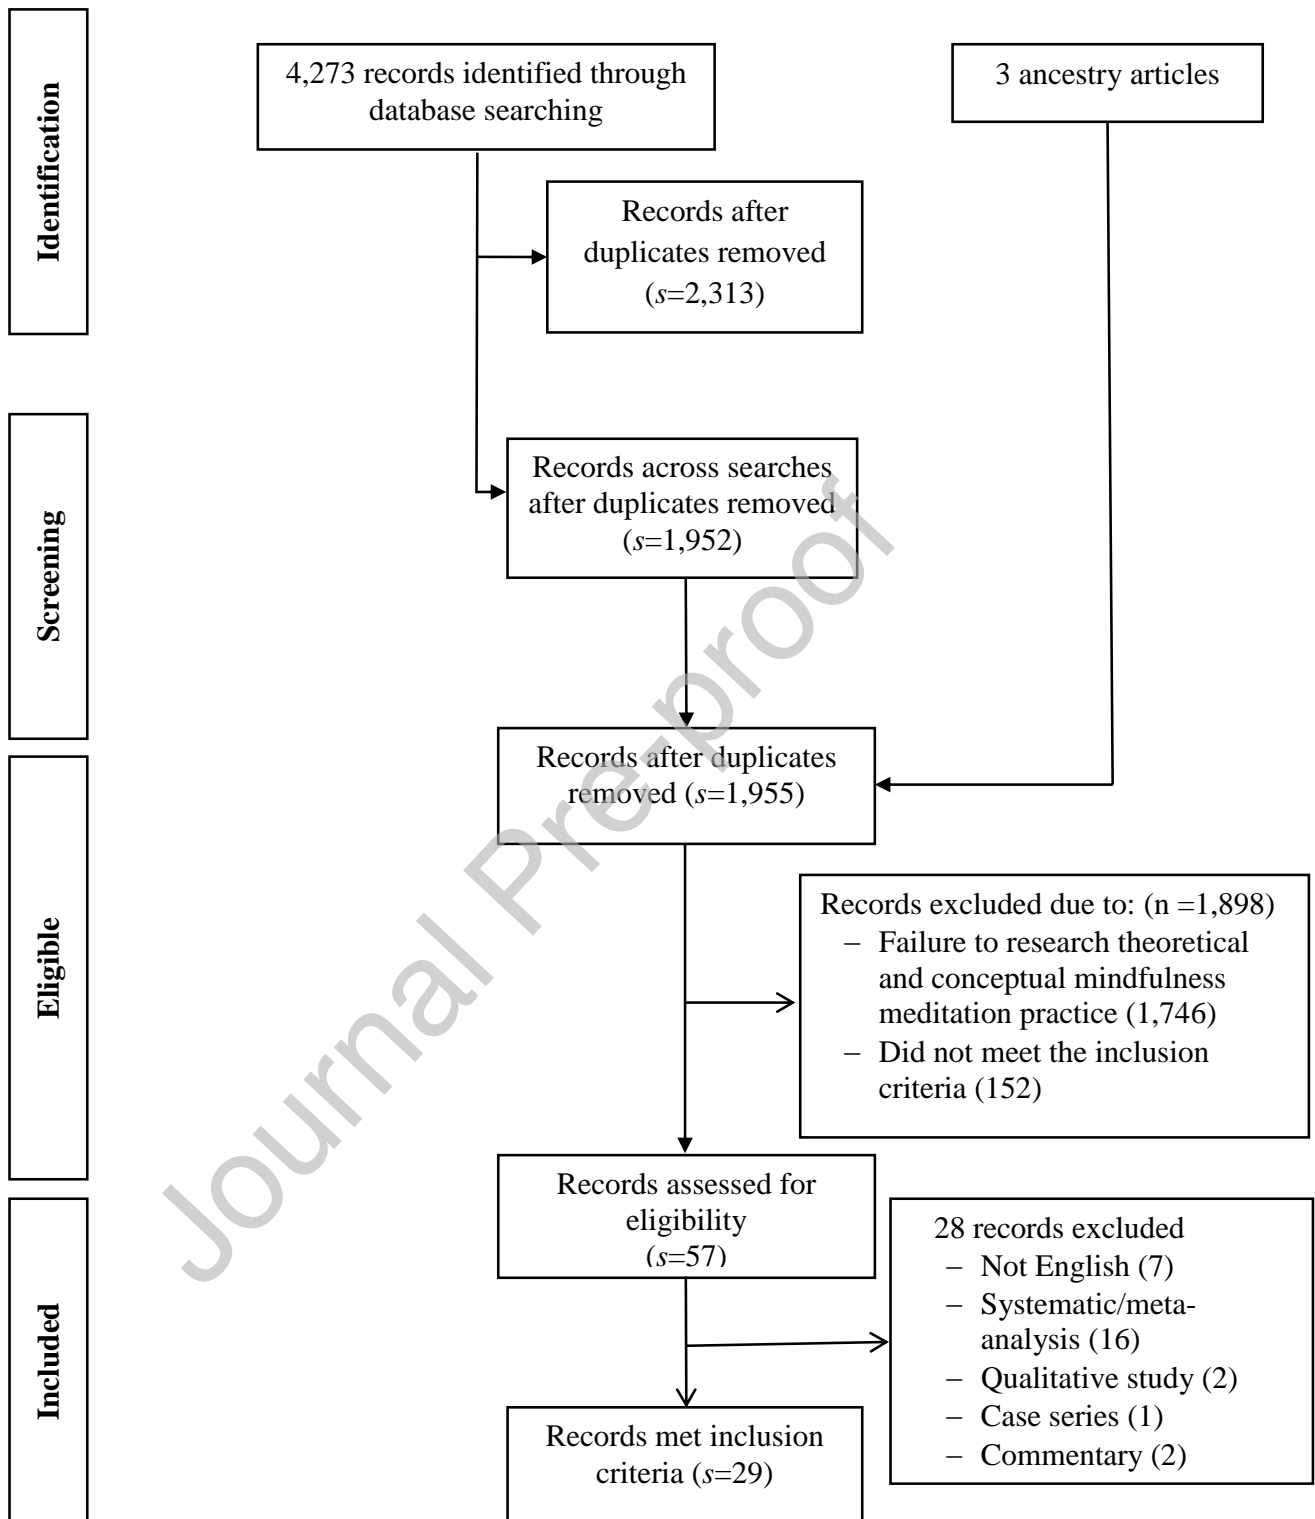 Identification
4,273 records identified through
database searching
3 ancestry articles
Records after
duplicates removed
(s=2,313)
Screening
Records across searches
after duplicates removed
(s=1,952)
Eligible
Records after duplicates
removed (s=1,955)
Records excluded due to: (n =1,898)
– Failure to research theoretical
and conceptual mindfulness
meditation practice (1,746)
– Did not meet the inclusion
criteria (152)
Records assessed for
eligibility
(s=57)
Included
28 records excluded
– Not English (7)
– Systematic/meta-
analysis (16)
– Qualitative study (2)
– Case series (1)
– Commentary (2)
Records met inclusion
criteria (s=29)
Journal Pre-proof